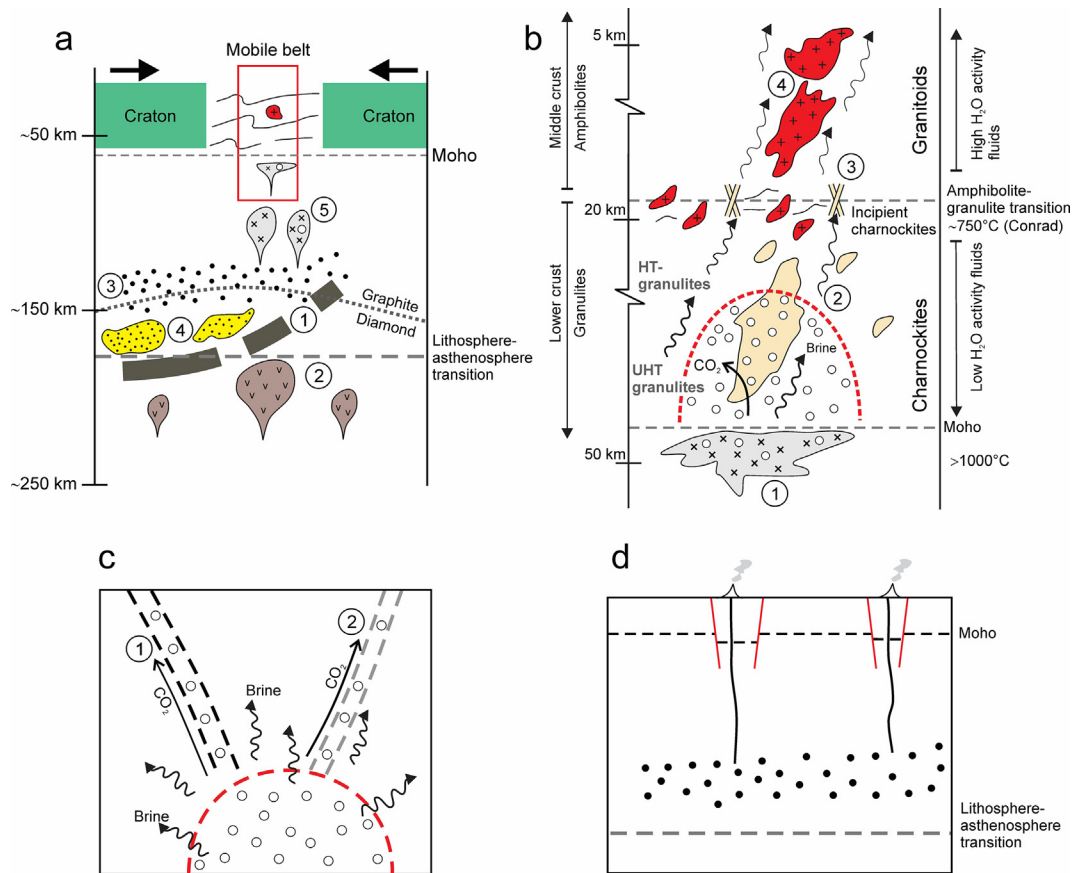 a
Mobile belt
Craton
Craton
~50 km
Moho
5
3
Graphite
~150 km
1
Diamond
4
Lithosphere-
asthenosphere
transition
2
~250 km
b
5 km
Middle crust
Amphibolites
4
Granitoids
High H₂O activity
fluids
3
Amphibolite-
granulite transition
~750°C (Conrad)
20 km
Incipient
charnockites
HT-
granulites
2
Lower crust
Granulites
UHT
granulites
CO₂
Brine
Charnockites
Low H₂O activity fluids
Moho
50 km
>1000°C
1
c
1
CO₂
2
CO₂
Brine
Brine
d
Moho
Lithosphere-
asthenosphere
transition